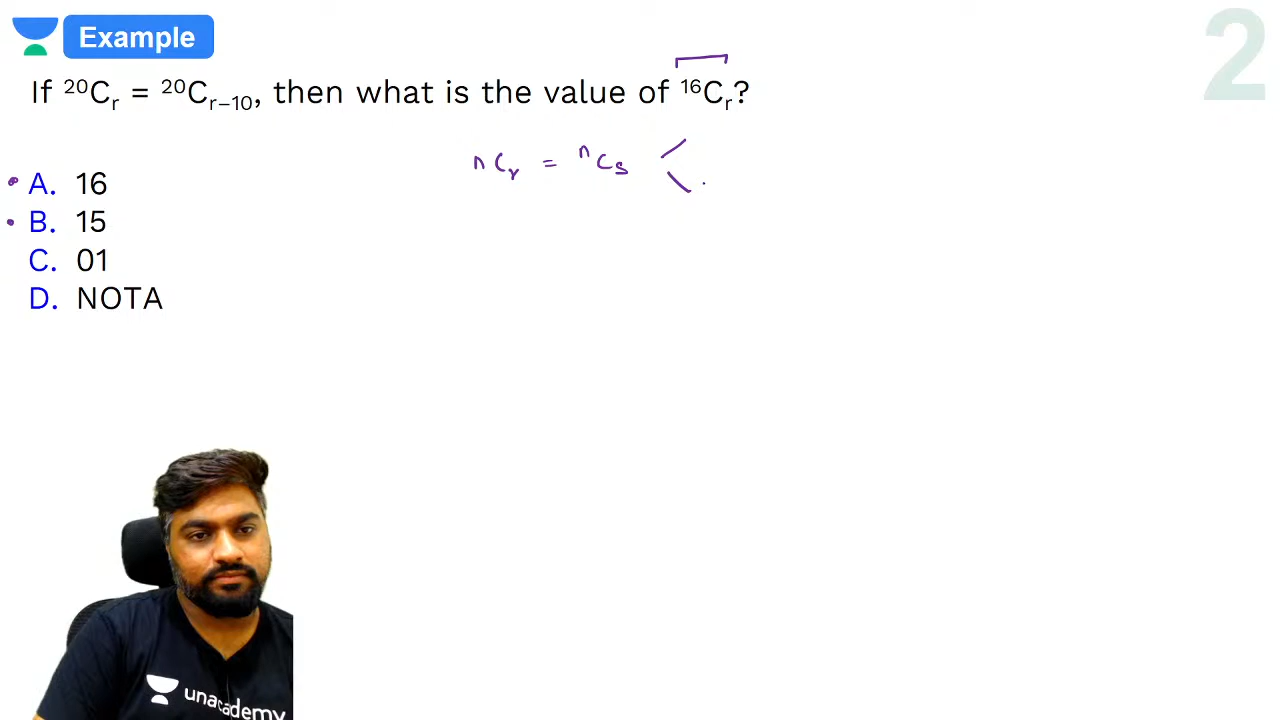 Example
2
If ²⁰Cᵣ = ²⁰Cᵣ₋₁₀, then what is the value of ¹⁶Cᵣ?
ⁿCᵣ = ⁿCₛ
A. 16
B. 15
C. 01
D. NOTA
unacademy